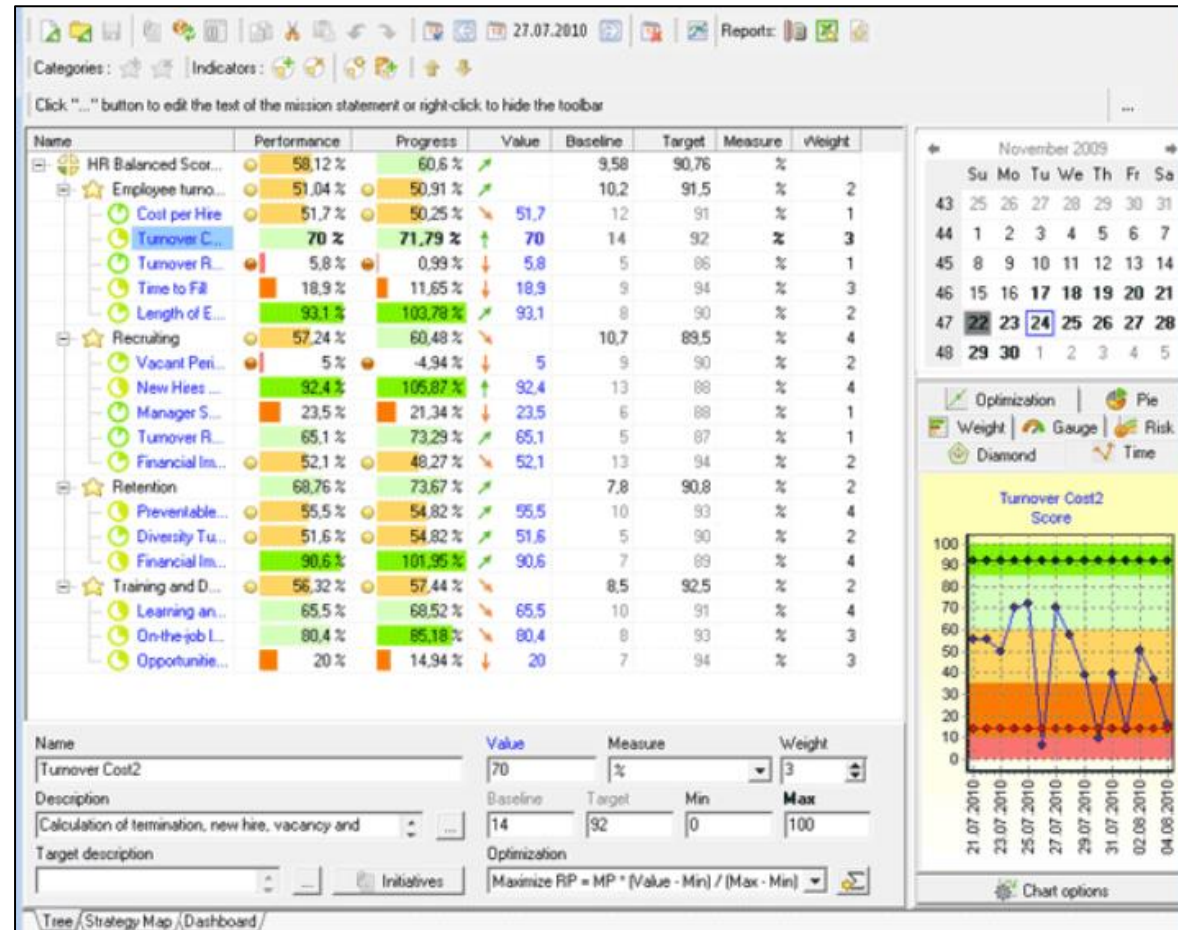 27.07.2010 Reports:
Categories: Indicators:
Click "..." button to edit the text of the mission statement or right-click to hide the toolbar ...
Name Performance Progress Value Baseline Target Measure Weight
HR Balanced Scor... 58,12 % 60,6 % 9,58 90,76 %
Employee turno... 51,04 % 50,91 % 10,2 91,5 % 2
Cost per Hire 51,7 % 50,25 % 51,7 12 91 % 1
Turnover C... 70 % 71,79 % 70 14 92 % 3
Turnover R... 5,8 % 0,99 % 5,8 5 86 % 1
Time to Fill 18,9 % 11,65 % 18,9 9 94 % 3
Length of E... 93,1 % 103,78 % 93,1 8 90 % 2
Recruiting 57,24 % 60,48 % 10,7 89,5 % 4
Vacant Peri... 5 % -4,94 % 5 9 90 % 2
New Hires ... 92,4 % 105,87 % 92,4 13 88 % 4
Manager S... 23,5 % 21,34 % 23,5 6 88 % 1
Turnover R... 65,1 % 73,29 % 65,1 5 87 % 1
Financial Im... 52,1 % 48,27 % 52,1 13 94 % 2
Retention 68,76 % 73,67 % 7,8 90,8 % 2
Preventable... 55,5 % 54,82 % 55,5 10 93 % 4
Diversity Tu... 51,6 % 54,82 % 51,6 5 90 % 2
Financial Im... 90,6 % 101,95 % 90,6 7 89 % 4
Training and D... 56,32 % 57,44 % 8,5 92,5 % 2
Learning an... 65,5 % 68,52 % 65,5 10 91 % 4
On-the-job I... 80,4 % 85,18 % 80,4 8 93 % 3
Opportunitie... 20 % 14,94 % 20 7 94 % 3
Name Value Measure Weight
Turnover Cost2 70 % 3
Description Baseline Target Min Max
Calculation of termination, new hire, vacancy and ... 14 92 0 100
Target description Optimization
... Initiatives Maximize RP = MP * (Value - Min) / (Max - Min)
Tree Strategy Map Dashboard
November 2009
Su Mo Tu We Th Fr Sa
43 25 26 27 28 29 30 31
44 1 2 3 4 5 6 7
45 8 9 10 11 12 13 14
46 15 16 17 18 19 20 21
47 22 23 24 25 26 27 28
48 29 30 1 2 3 4 5
Optimization Pie
Weight Gauge Risk
Diamond Time
Turnover Cost2
Score
100
90
80
70
60
50
40
30
20
10
0
21.07.2010
23.07.2010
25.07.2010
27.07.2010
29.07.2010
31.07.2010
02.08.2010
04.08.2010
Chart options